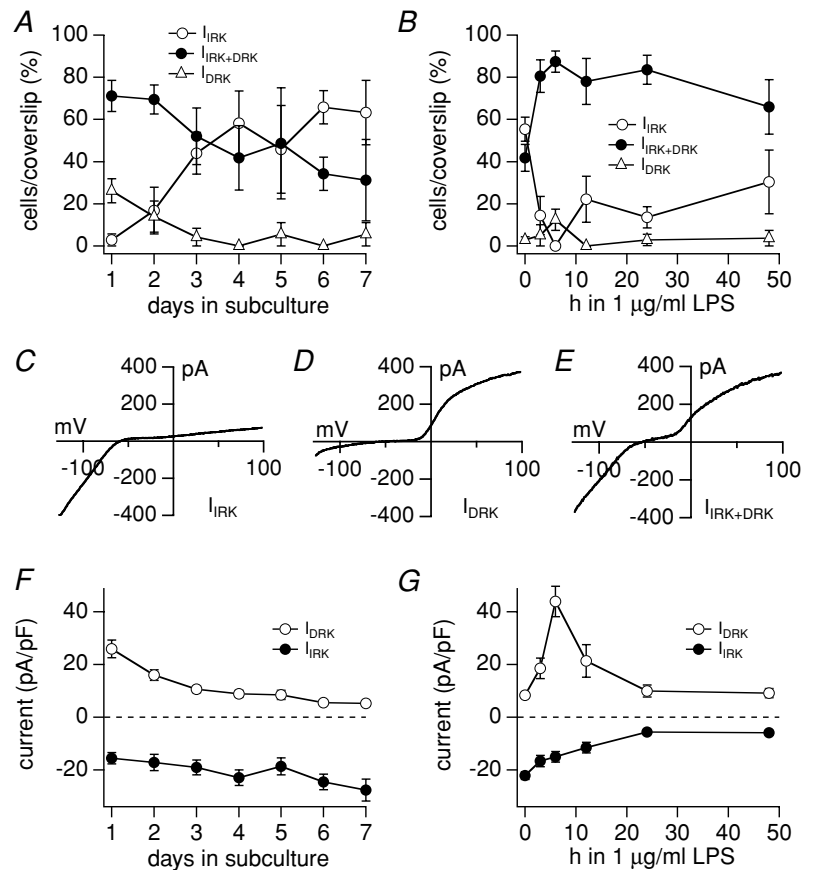 A
I_IRK
I_IRK+DRK
I_DRK
100
80
60
40
20
0
cells/coverslip (%)
1 2 3 4 5 6 7
days in subculture
B
100
80
60
40
20
0
cells/coverslip (%)
I_IRK
I_IRK+DRK
I_DRK
0 10 20 30 40 50
h in 1 µg/ml LPS
C
400 pA
200
mV
-100 100
-200
-400
I_IRK
D
400 pA
200
mV
-100 100
-200
-400
I_DRK
E
400 pA
200
mV
-100 100
-200
-400
I_IRK+DRK
F
40
20
0
-20
current (pA/pF)
I_DRK
I_IRK
1 2 3 4 5 6 7
days in subculture
G
40
20
0
-20
current (pA/pF)
I_DRK
I_IRK
0 10 20 30 40 50
h in 1 µg/ml LPS